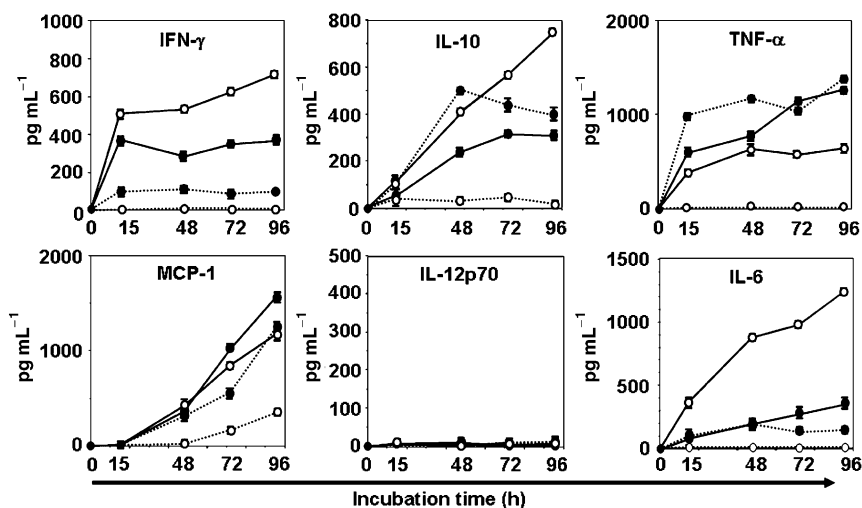 1000
800
600
400
200
0
pg mL⁻¹
IFN-γ
0 15 48 72 96
800
600
400
200
0
pg mL⁻¹
IL-10
0 15 48 72 96
2000
1000
0
pg mL⁻¹
TNF-α
0 15 48 72 96
2000
1000
0
pg mL⁻¹
MCP-1
0 15 48 72 96
500
400
300
200
100
0
pg mL⁻¹
IL-12p70
0 15 48 72 96
1500
1000
500
0
pg mL⁻¹
IL-6
0 15 48 72 96
Incubation time (h)